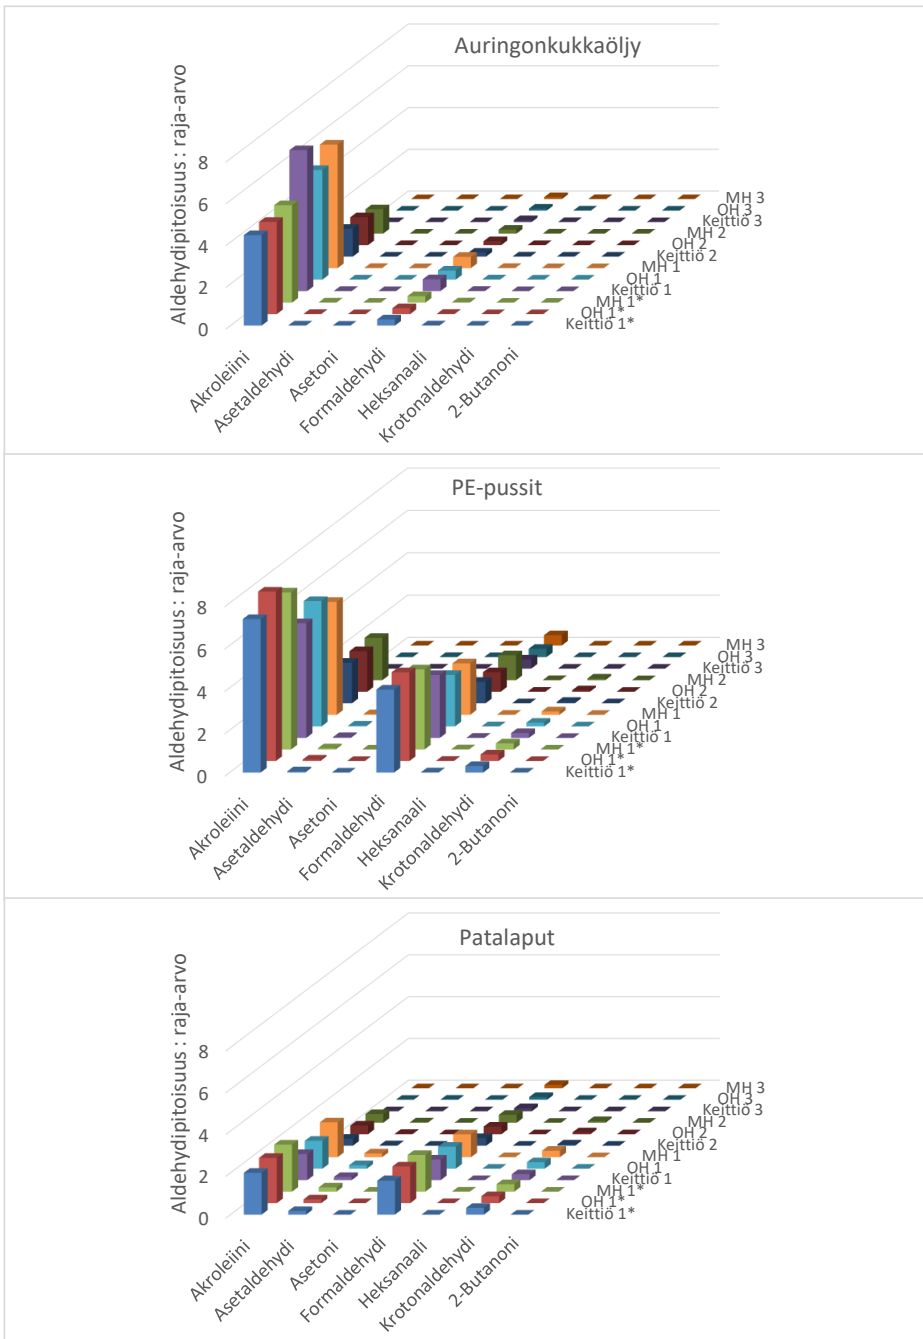 Auringonkukkaöljy
Aldehydipitoisuus : raja-arvo
8
6
4
2
0
MH 3
OH 3
Keittiö 3
MH 2
OH 2
Keittiö 2
MH 1
OH 1
Keittiö 1
MH 1*
OH 1*
Keittiö 1*
Akroleiini
Asetaldehydi
Asetoni
Formaldehydi
Heksanaali
Krotonaldehydi
2-Butanoni
PE-pussit
Aldehydipitoisuus : raja-arvo
8
6
4
2
0
MH 3
OH 3
Keittiö 3
MH 2
OH 2
Keittiö 2
MH 1
OH 1
Keittiö 1
MH 1*
OH 1*
Keittiö 1*
Akroleiini
Asetaldehydi
Asetoni
Formaldehydi
Heksanaali
Krotonaldehydi
2-Butanoni
Patalaput
Aldehydipitoisuus : raja-arvo
8
6
4
2
0
MH 3
OH 3
Keittiö 3
MH 2
OH 2
Keittiö 2
MH 1
OH 1
Keittiö 1
MH 1*
OH 1*
Keittiö 1*
Akroleiini
Asetaldehydi
Asetoni
Formaldehydi
Heksanaali
Krotonaldehydi
2-Butanoni